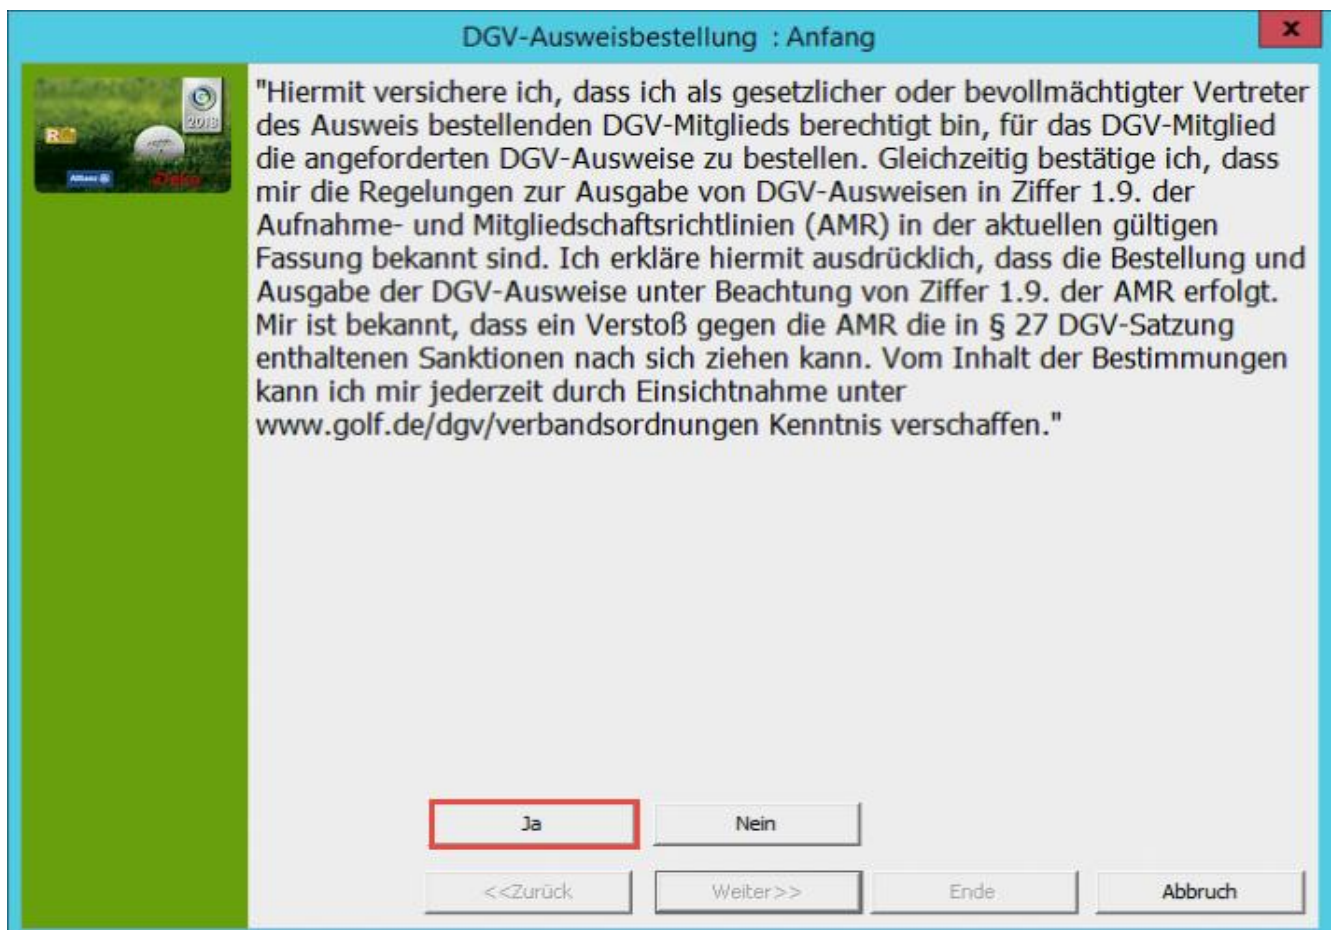 DGV-Ausweisbestellung : Anfang
x
2018
Allianz
Deka
"Hiermit versichere ich, dass ich als gesetzlicher oder bevollmächtigter Vertreter
des Ausweis bestellenden DGV-Mitglieds berechtigt bin, für das DGV-Mitglied
die angeforderten DGV-Ausweise zu bestellen. Gleichzeitig bestätige ich, dass
mir die Regelungen zur Ausgabe von DGV-Ausweisen in Ziffer 1.9. der
Aufnahme- und Mitgliedschaftsrichtlinien (AMR) in der aktuellen gültigen
Fassung bekannt sind. Ich erkläre hiermit ausdrücklich, dass die Bestellung und
Ausgabe der DGV-Ausweise unter Beachtung von Ziffer 1.9. der AMR erfolgt.
Mir ist bekannt, dass ein Verstoß gegen die AMR die in § 27 DGV-Satzung
enthaltenen Sanktionen nach sich ziehen kann. Vom Inhalt der Bestimmungen
kann ich mir jederzeit durch Einsichtnahme unter
www.golf.de/dgv/verbandsordnungen Kenntnis verschaffen."
Ja Nein
<<Zurück Weiter>> Ende Abbruch